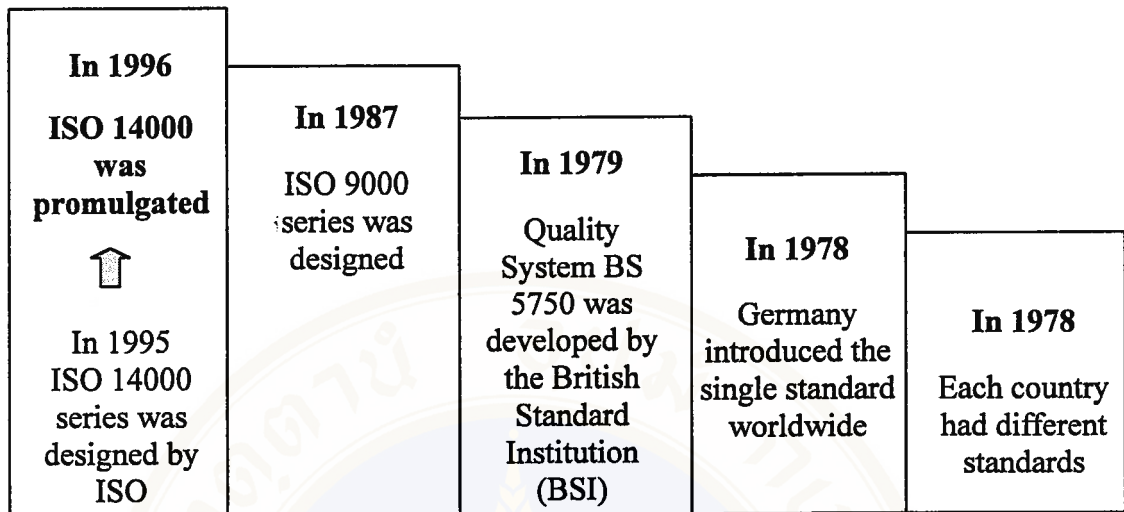 In 1996
ISO 14000
was
promulgated
In 1995
ISO 14000
series was
designed by
ISO
In 1987
ISO 9000
series was
designed
In 1979
Quality
System BS
5750 was
developed by
the British
Standard
Institution
(BSI)
In 1978
Germany
introduced the
single standard
worldwide
In 1978
Each country
had different
standards